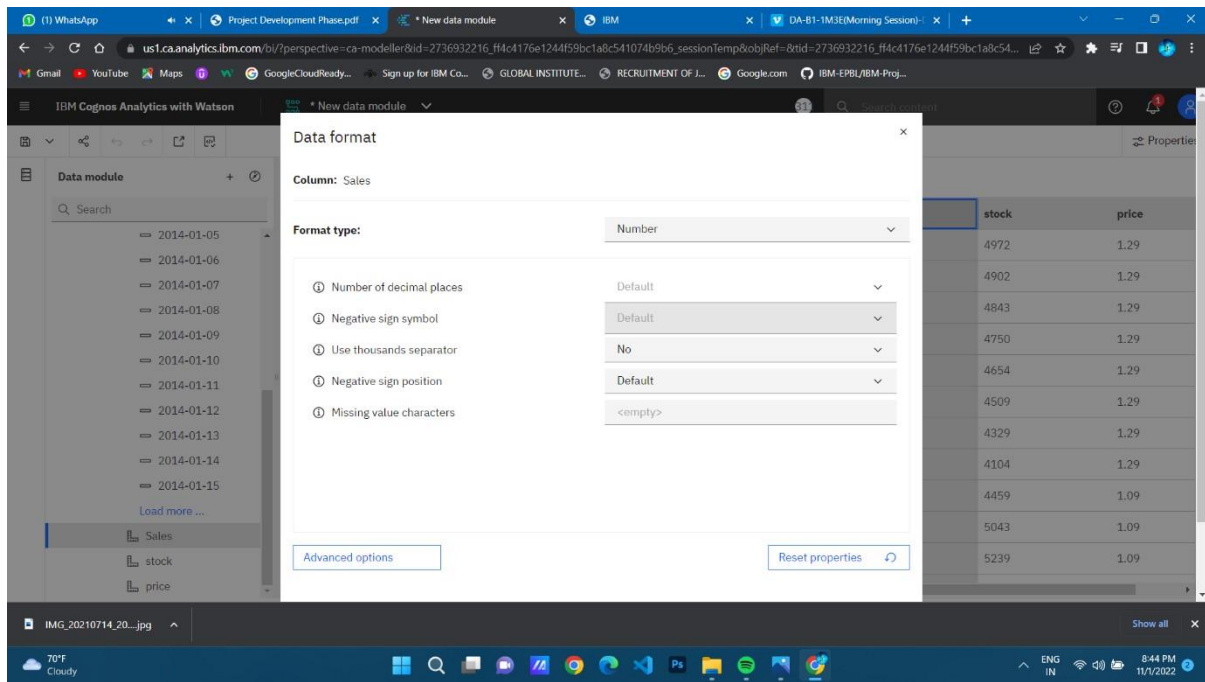 (1) WhatsApp
Project Development Phase.pdf
* New data module
IBM
DA-B1-1M3E(Morning Session)-
us1.ca.analytics.ibm.com/bi/?perspective=ca-modeller&id=2736932216_ff4c4176e1244f59bc1a8c541074b9b6_sessionTemp&objRef=&tid=2736932216_ff4c4176e1244f59bc1a8c54...
Gmail YouTube Maps GoogleCloudReady... Sign up for IBM Co... GLOBAL INSTITUTE... RECRUITMENT OF J... Google.com IBM-EPBL/IBM-Proj...
IBM Cognos Analytics with Watson
* New data module
Search content
Properties
Data module
Search
2014-01-05
2014-01-06
2014-01-07
2014-01-08
2014-01-09
2014-01-10
2014-01-11
2014-01-12
2014-01-13
2014-01-14
2014-01-15
Load more ...
Sales
stock
price
Data format
Column: Sales
Format type: Number
Number of decimal places Default
Negative sign symbol Default
Use thousands separator No
Negative sign position Default
Missing value characters <empty>
Advanced options
Reset properties
stock price
4972 1.29
4902 1.29
4843 1.29
4750 1.29
4654 1.29
4509 1.29
4329 1.29
4104 1.29
4459 1.09
5043 1.09
5239 1.09
IMG_20210714_20....jpg
Show all
70°F
Cloudy
Ps
ENG
IN
8:44 PM
11/1/2022
2